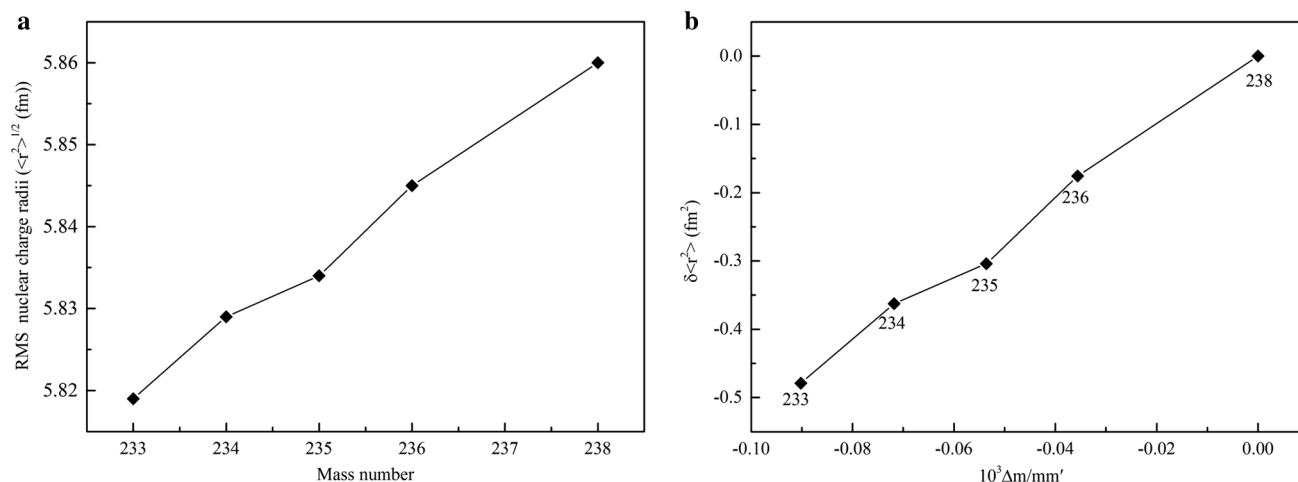 a
RMS nuclear charge radii (<r²>¹/² (fm))
5.86
5.85
5.84
5.83
5.82
233 234 235 236 237 238
Mass number
b
δ<r²> (fm²)
0.0
-0.1
-0.2
-0.3
-0.4
-0.5
238
236
235
234
233
-0.10 -0.08 -0.06 -0.04 -0.02 0.00
10³Δm/mm′